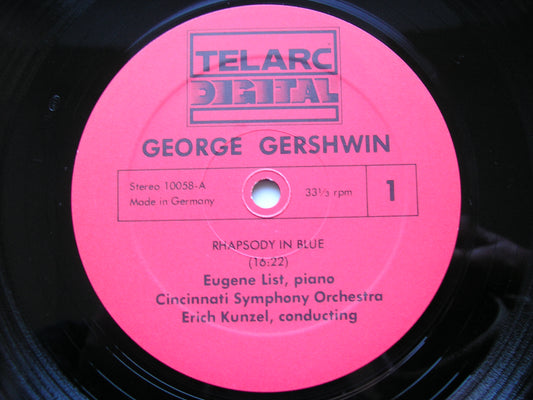 TELARC
DIGITAL
GEORGE GERSHWIN
Stereo 10058-A
Made in Germany
33⅓ rpm
1
RHAPSODY IN BLUE
(16:22)
Eugene List, piano
Cincinnati Symphony Orchestra
Erich Kunzel, conducting